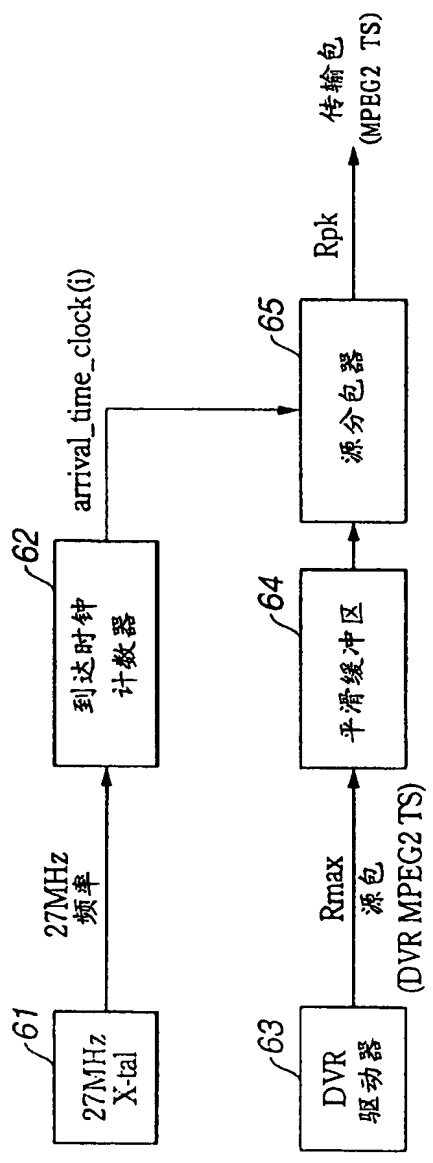 61
27MHz
X-tal
27MHz
频率
62
到达时钟
计数器
arrival_time_clock(i)
63
DVR
驱动器
Rmax
源包
(DVR MPEG2 TS)
64
平滑缓冲区
65
源分包器
Rpk
传输包
(MPEG2 TS)